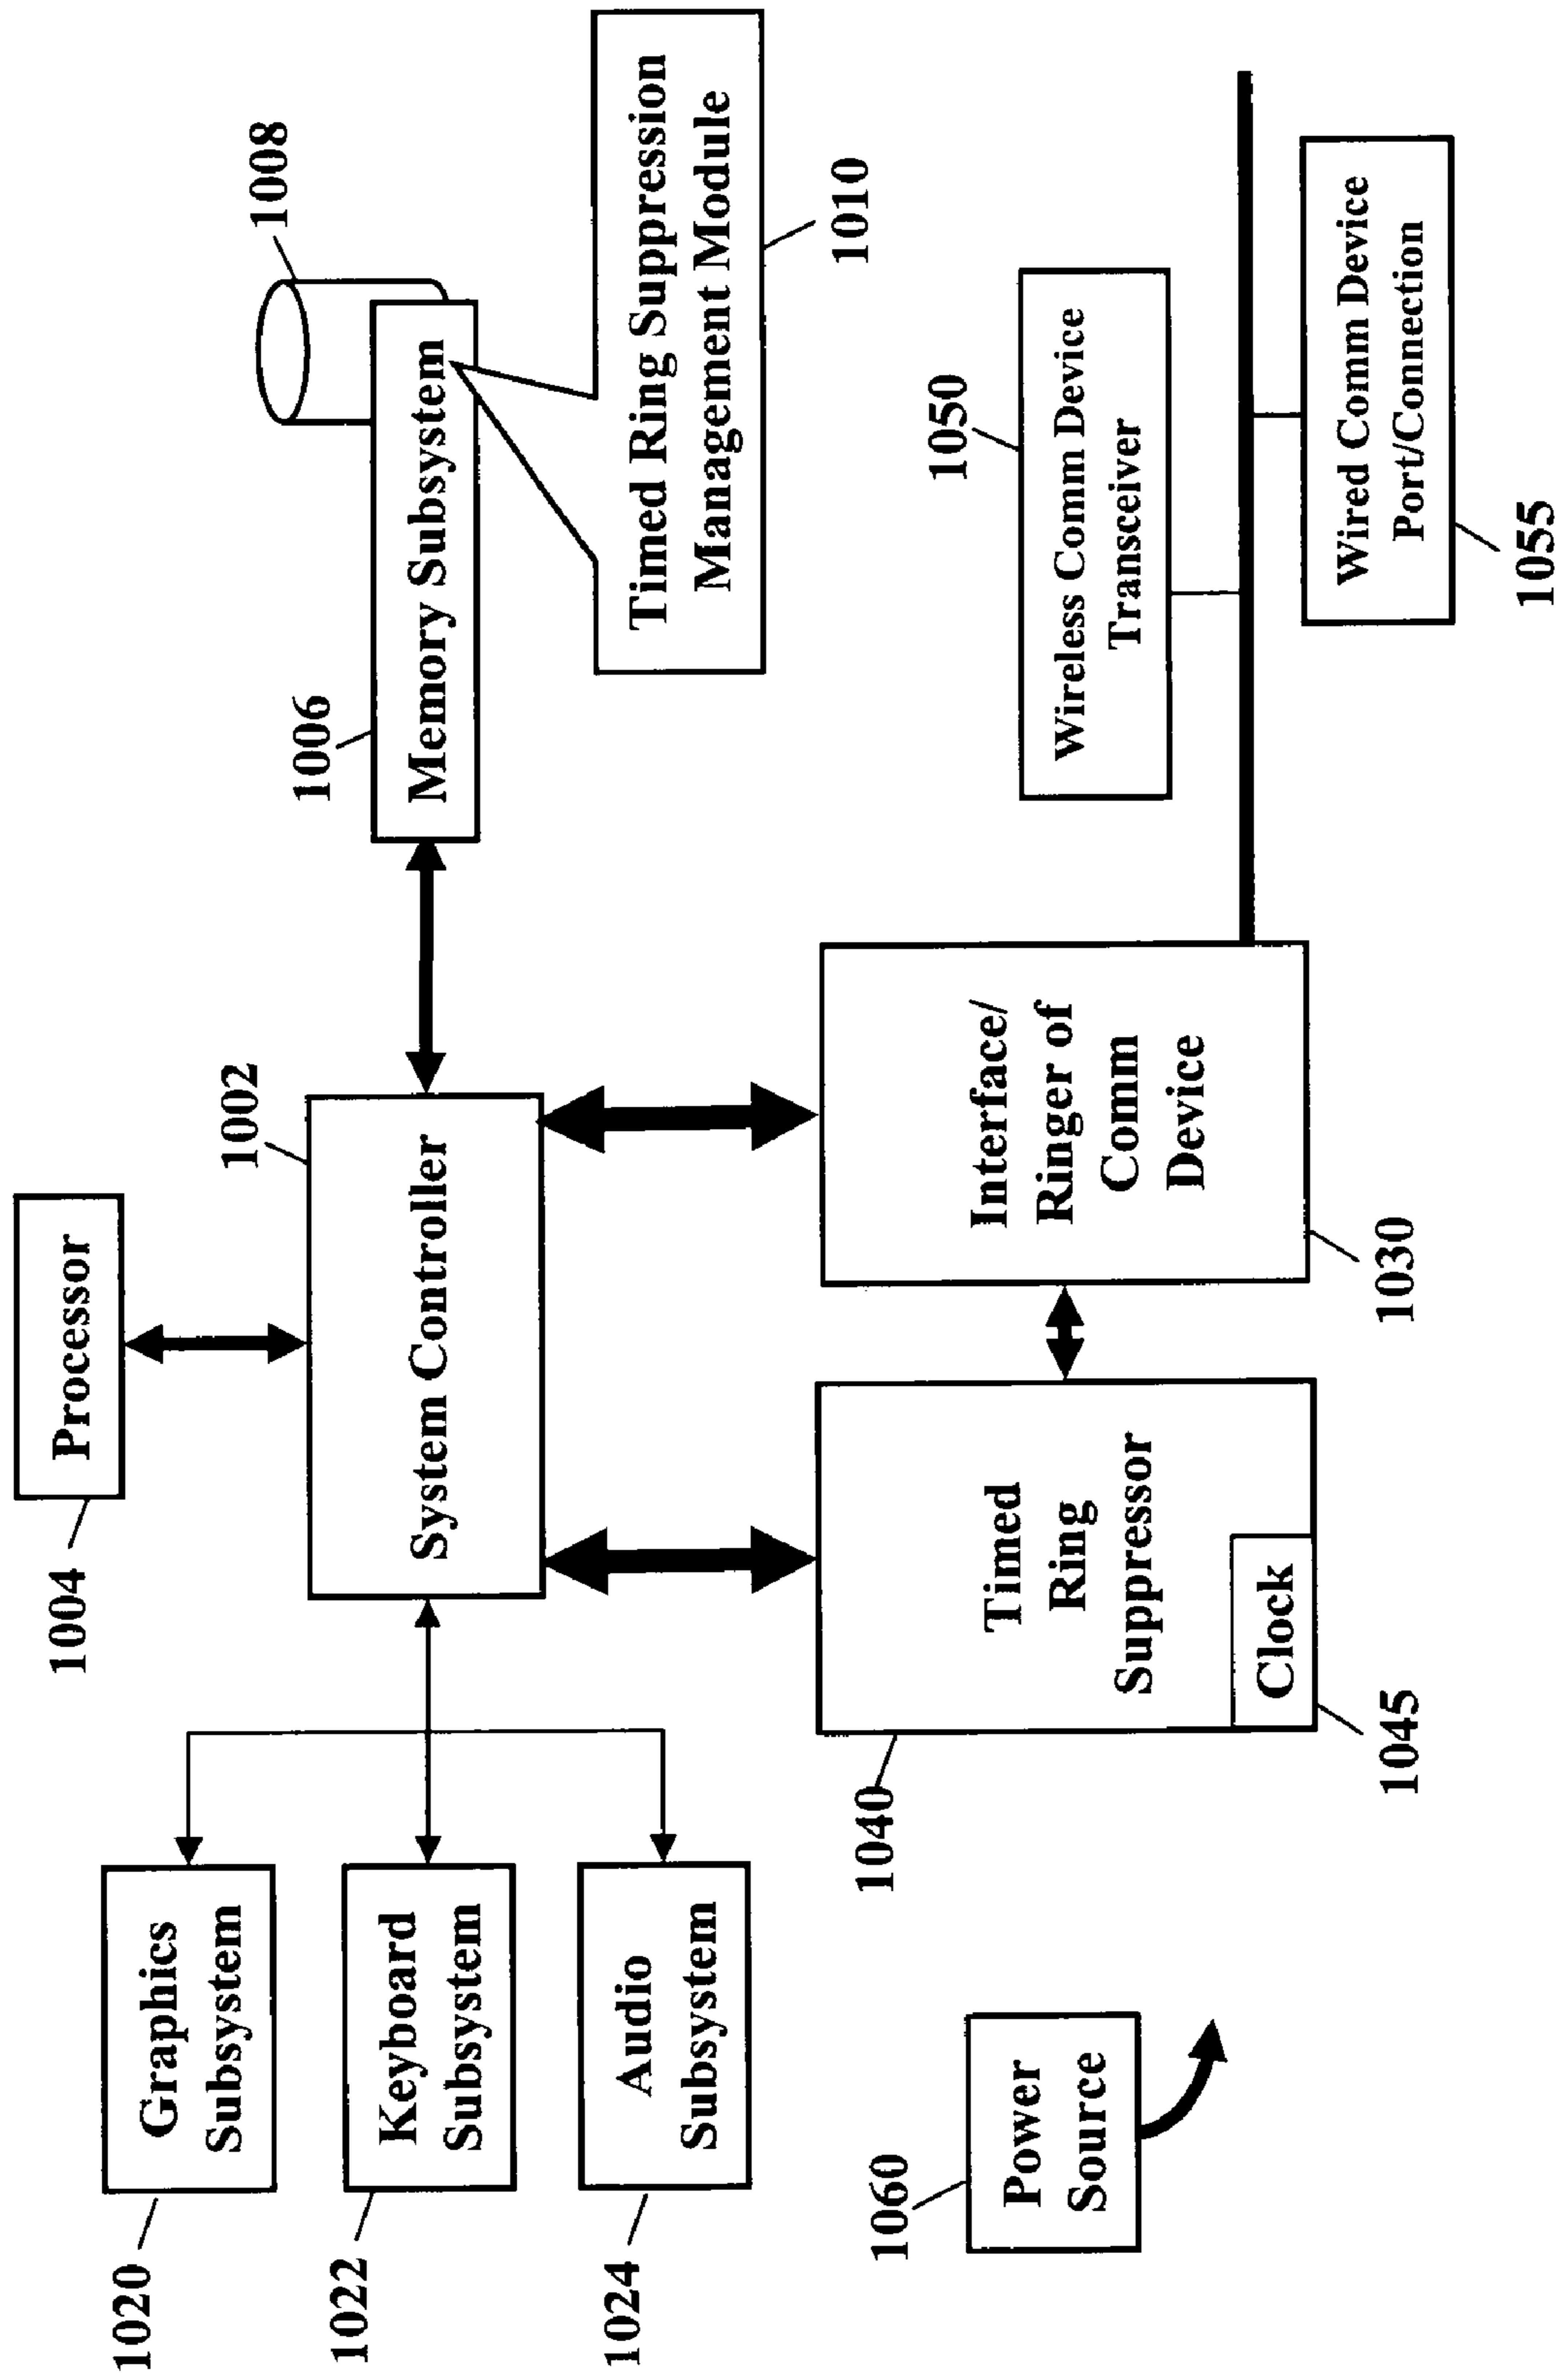 1004
Processor
1002
System Controller
1006
Memory Subsystem
1008
Timed Ring Suppression
Management Module
1010
1020
Graphics
Subsystem
1022
Keyboard
Subsystem
1024
Audio
Subsystem
1040
Timed
Ring
Suppressor
Clock
1045
Interface/
Ringer of
Comm
Device
1030
1050
Wireless Comm Device
Transceiver
Wired Comm Device
Port/Connection
1055
1060
Power
Source